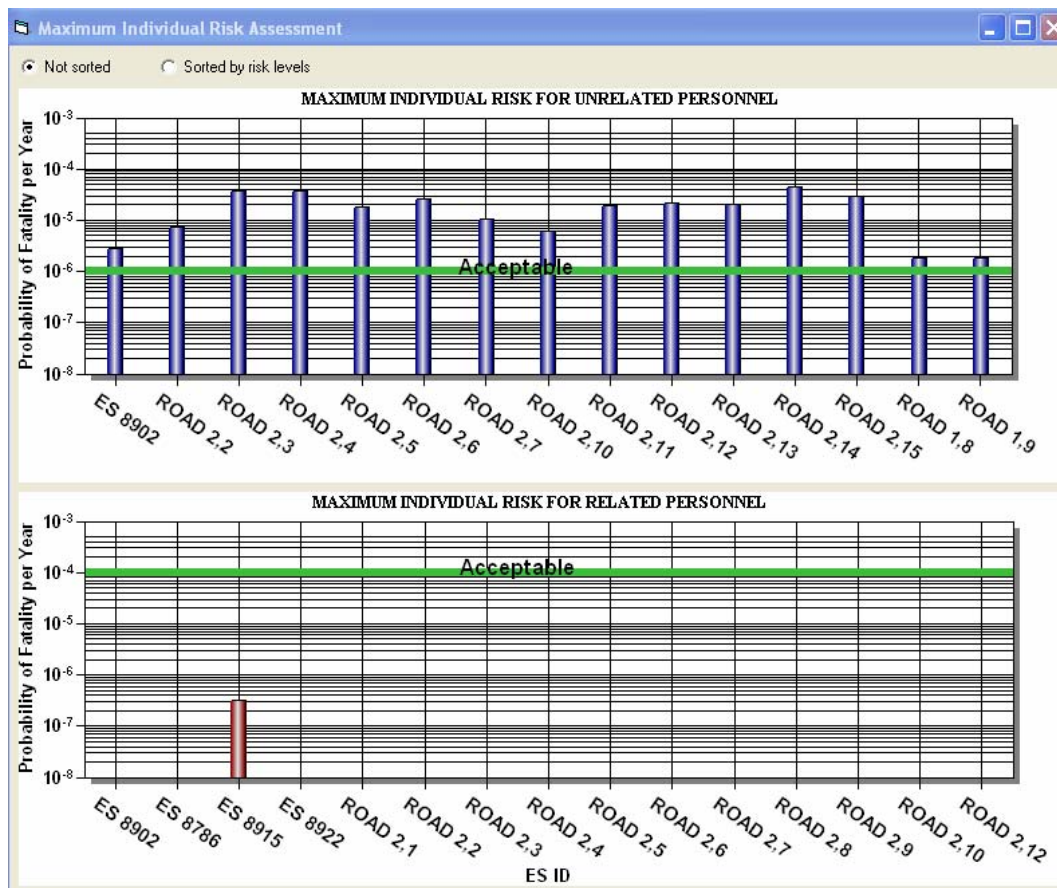 Maximum Individual Risk Assessment
Not sorted Sorted by risk levels
MAXIMUM INDIVIDUAL RISK FOR UNRELATED PERSONNEL
Probability of Fatality per Year
10⁻³
10⁻⁴
10⁻⁵
10⁻⁶
10⁻⁷
10⁻⁸
Acceptable
ES 8902
ROAD 2,2
ROAD 2,3
ROAD 2,4
ROAD 2,5
ROAD 2,6
ROAD 2,7
ROAD 2,10
ROAD 2,11
ROAD 2,12
ROAD 2,13
ROAD 2,14
ROAD 2,15
ROAD 1,8
ROAD 1,9
MAXIMUM INDIVIDUAL RISK FOR RELATED PERSONNEL
Probability of Fatality per Year
10⁻³
10⁻⁴
10⁻⁵
10⁻⁶
10⁻⁷
10⁻⁸
Acceptable
ES 8902
ES 8786
ES 8915
ES 8922
ROAD 2,1
ROAD 2,2
ROAD 2,3
ROAD 2,4
ROAD 2,5
ROAD 2,6
ROAD 2,7
ROAD 2,8
ROAD 2,9
ROAD 2,10
ROAD 2,12
ES ID